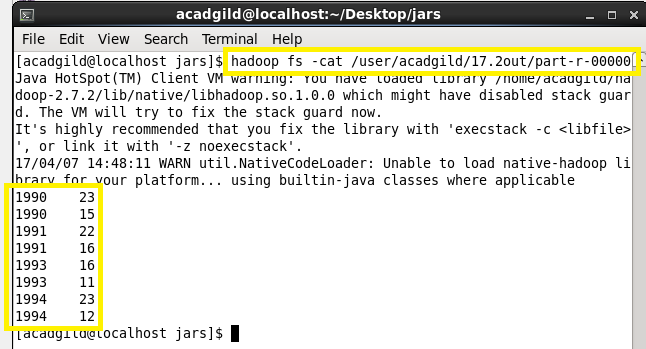 acadgild@localhost:~/Desktop/jars
File Edit View Search Terminal Help
[acadgild@localhost jars]$ hadoop fs -cat /user/acadgild/17.2out/part-r-00000
Java HotSpot(TM) Client VM warning: You have loaded library /home/acadgild/ha
doop-2.7.2/lib/native/libhadoop.so.1.0.0 which might have disabled stack guar
d. The VM will try to fix the stack guard now.
It's highly recommended that you fix the library with 'execstack -c <libfile>
', or link it with '-z noexecstack'.
17/04/07 14:48:11 WARN util.NativeCodeLoader: Unable to load native-hadoop li
brary for your platform... using builtin-java classes where applicable
1990 23
1990 15
1991 22
1991 16
1993 16
1993 11
1994 23
1994 12
[acadgild@localhost jars]$